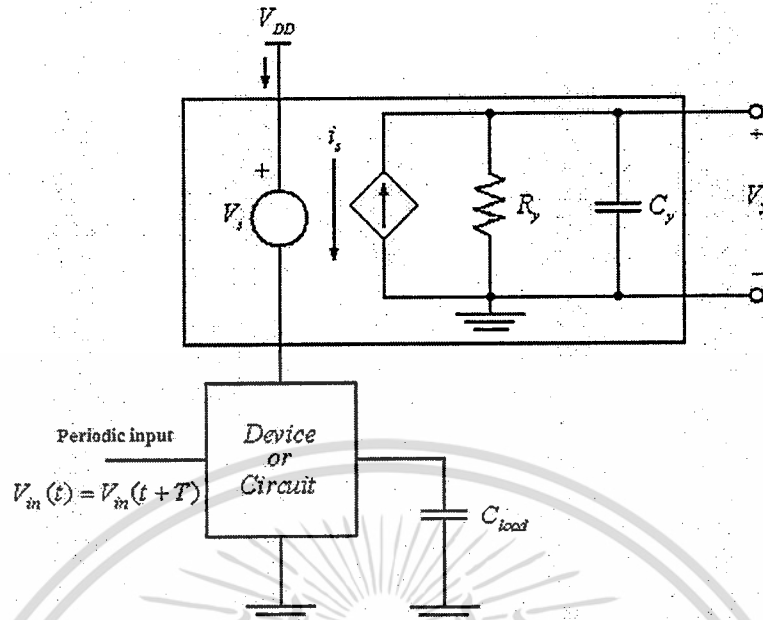 V_DD
i_s
+
V_s
R_y
C_y
+
V_y
−
Periodic input
V_in (t) = V_in (t + T)
Device
or
Circuit
C_load